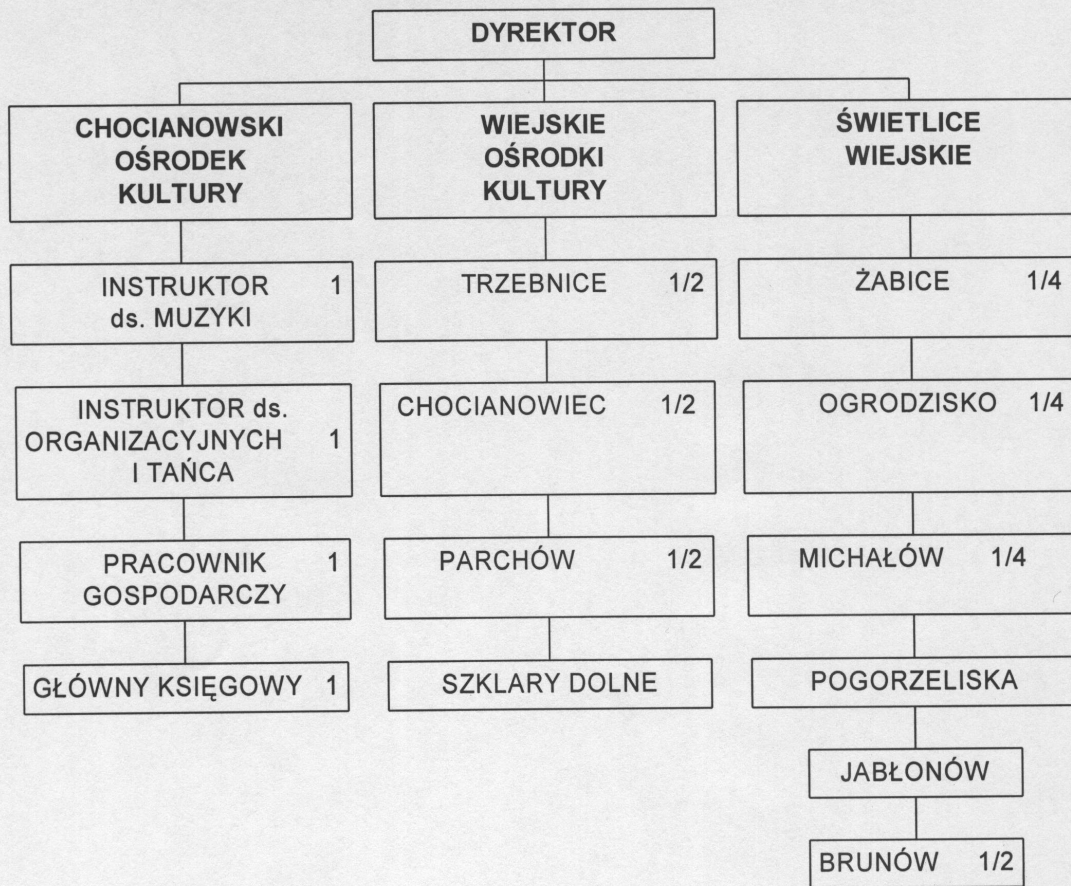 DYREKTOR
CHOCIANOWSKI
OŚRODEK
KULTURY
INSTRUKTOR 1
ds. MUZYKI
INSTRUKTOR ds.
ORGANIZACYJNYCH 1
I TAŃCA
PRACOWNIK 1
GOSPODARCZY
GŁÓWNY KSIĘGOWY 1
WIEJSKIE
OŚRODKI
KULTURY
TRZEBNICE 1/2
CHOCIANOWIEC 1/2
PARCHÓW 1/2
SZKLARY DOLNE
ŚWIETLICE
WIEJSKIE
ŻABICE 1/4
OGRODZISKO 1/4
MICHAŁÓW 1/4
POGORZELISKA
JABŁONÓW
BRUNÓW 1/2